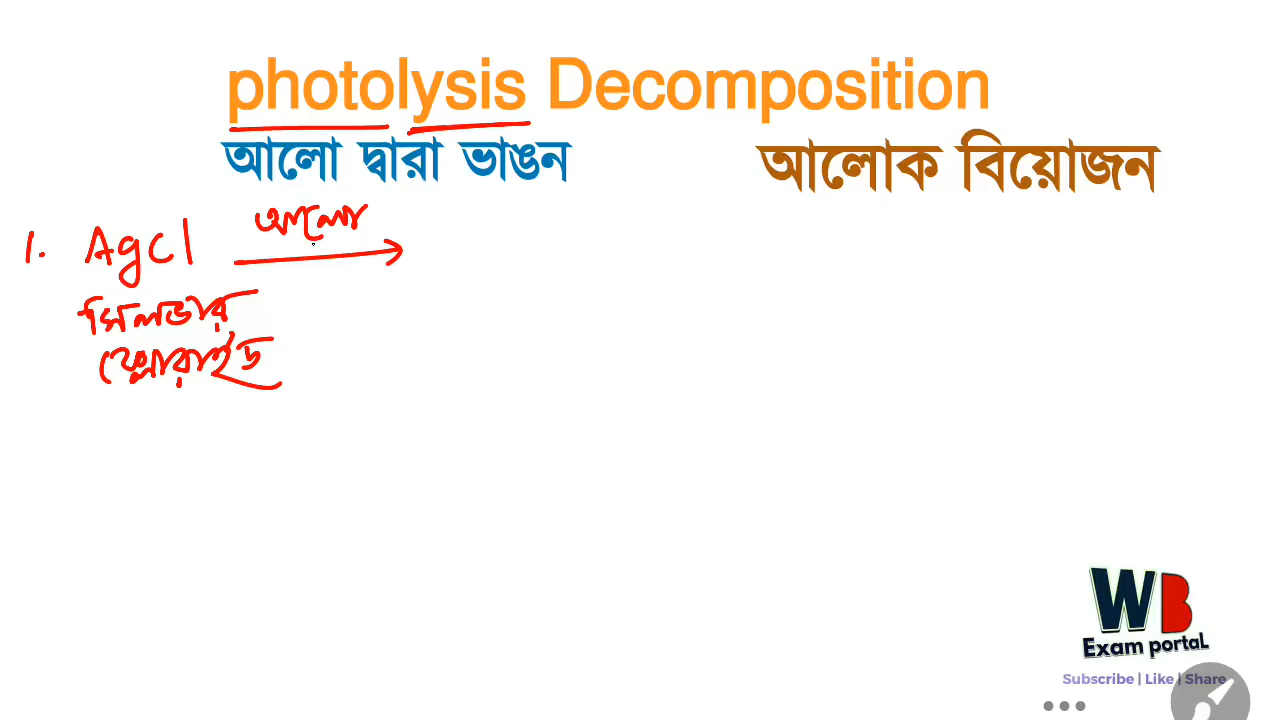 photolysis Decomposition
আলো দ্বারা ভাঙন
আলোক বিয়োজন
1. AgCl আলো
সিলভার
ক্লোরাইড
WB
Exam portal
Subscribe | Like | Share